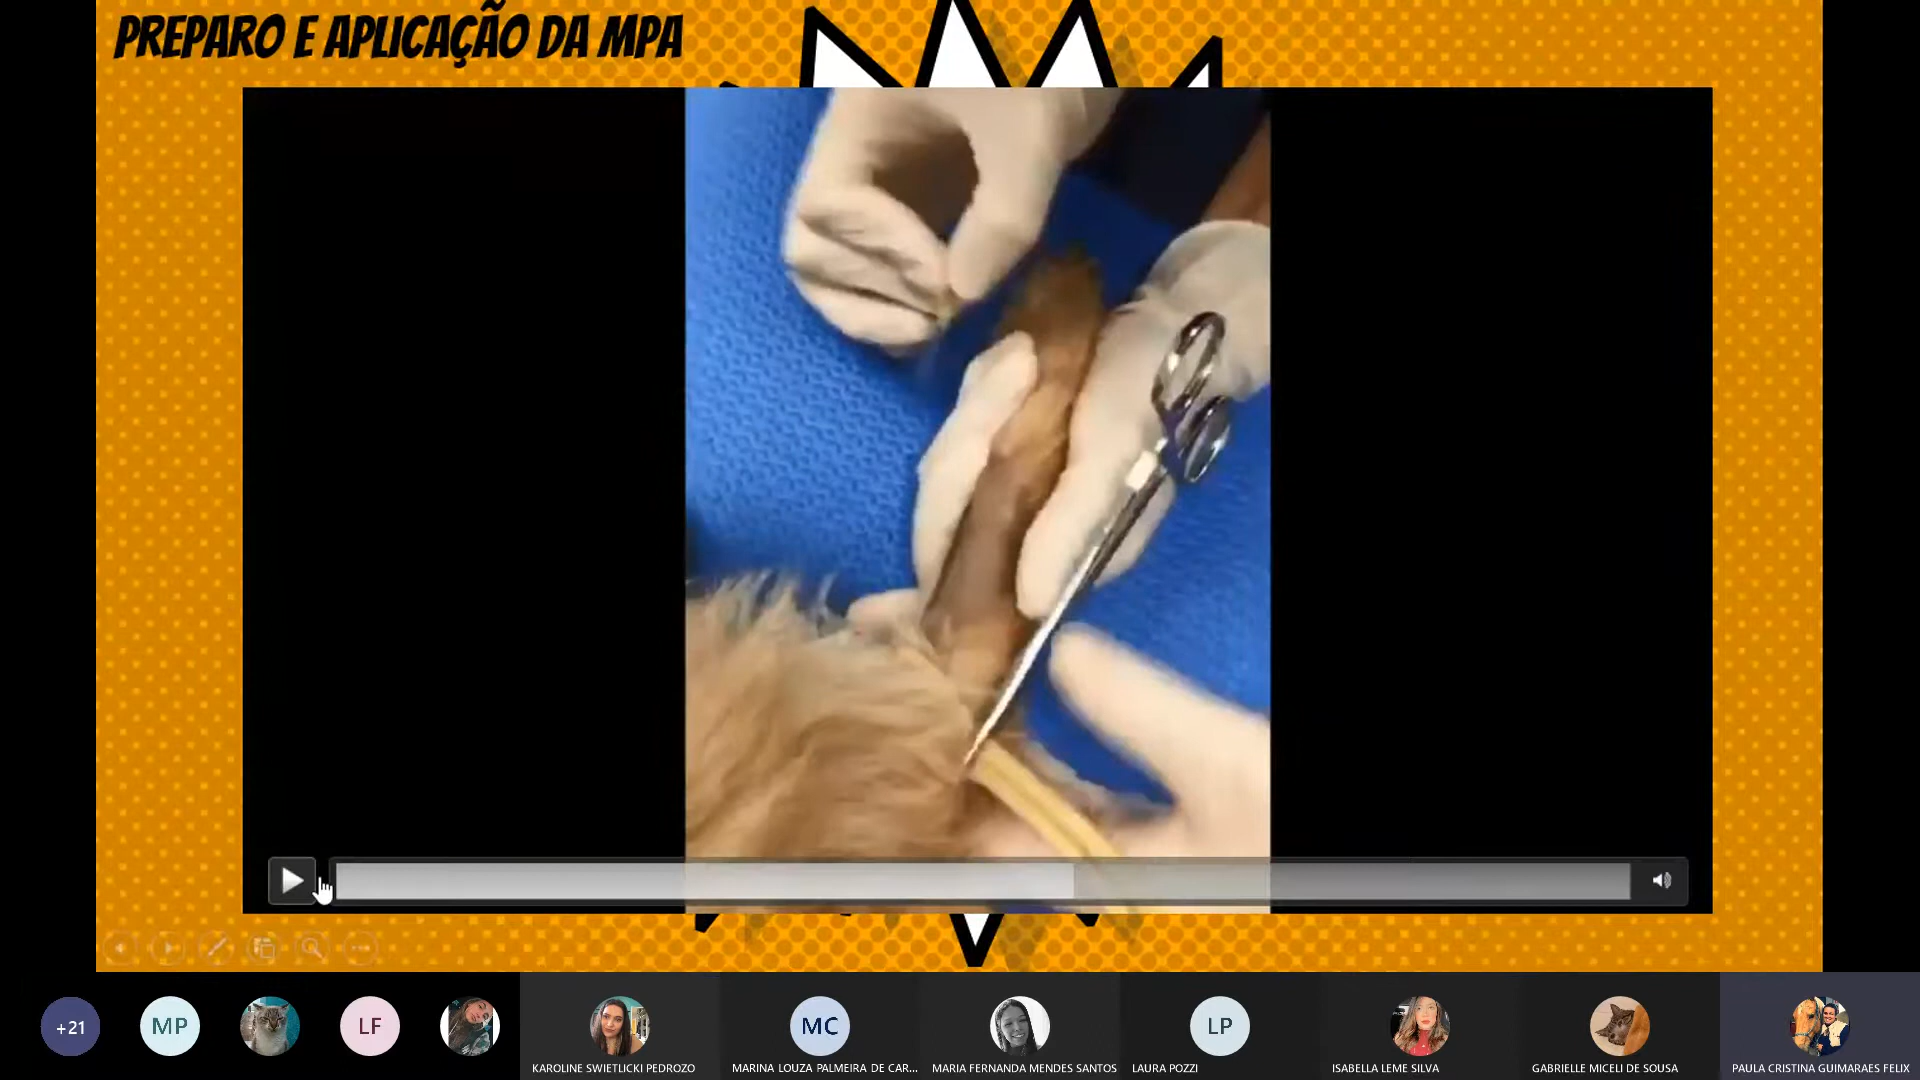 PREPARO E APLICAÇÃO DA MPA
+21
MP
LF
MC
LP
KAROLINE SWIETLICKI PEDROZO
MARINA LOUZA PALMEIRA DE CAR...
MARIA FERNANDA MENDES SANTOS
LAURA POZZI
ISABELLA LEME SILVA
GABRIELLE MICELI DE SOUSA
PAULA CRISTINA GUIMARAES FELIX